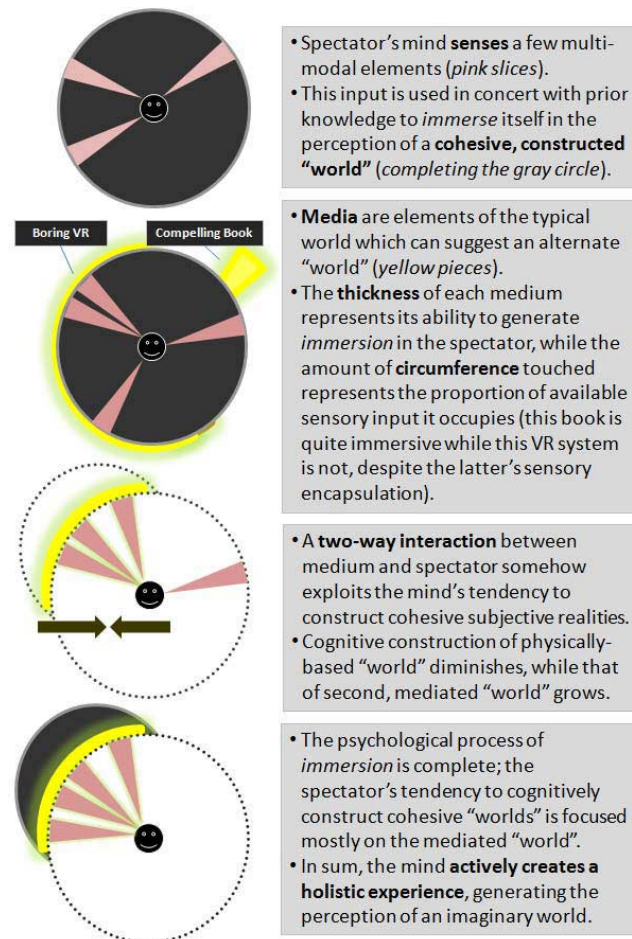 • Spectator's mind senses a few multi-
modal elements (pink slices).
• This input is used in concert with prior
knowledge to immerse itself in the
perception of a cohesive, constructed
"world" (completing the gray circle).
Boring VR
Compelling Book
• Media are elements of the typical
world which can suggest an alternate
"world" (yellow pieces).
• The thickness of each medium
represents its ability to generate
immersion in the spectator, while the
amount of circumference touched
represents the proportion of available
sensory input it occupies (this book is
quite immersive while this VR system
is not, despite the latter's sensory
encapsulation).
• A two-way interaction between
medium and spectator somehow
exploits the mind's tendency to
construct cohesive subjective realities.
• Cognitive construction of physically-
based "world" diminishes, while that
of second, mediated "world" grows.
• The psychological process of
immersion is complete; the
spectator's tendency to cognitively
construct cohesive "worlds" is focused
mostly on the mediated "world".
• In sum, the mind actively creates a
holistic experience, generating the
perception of an imaginary world.